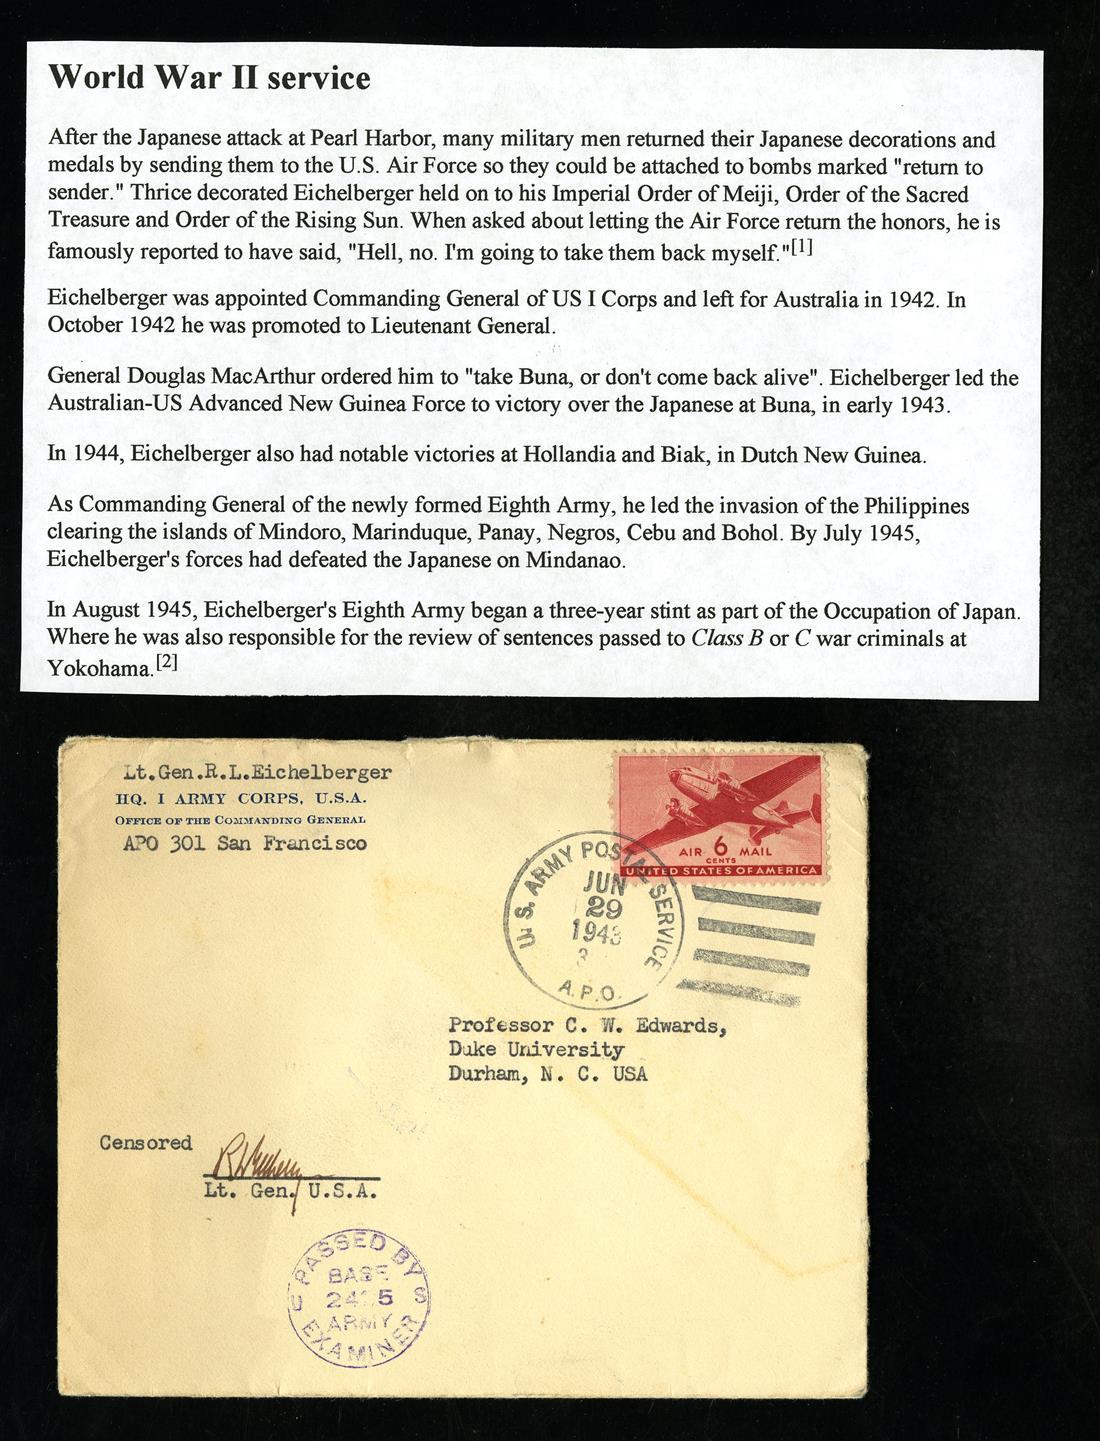 World War II service
After the Japanese attack at Pearl Harbor, many military men returned their Japanese decorations and
medals by sending them to the U.S. Air Force so they could be attached to bombs marked "return to
sender." Thrice decorated Eichelberger held on to his Imperial Order of Meiji, Order of the Sacred
Treasure and Order of the Rising Sun. When asked about letting the Air Force return the honors, he is
famously reported to have said, "Hell, no. I'm going to take them back myself."[1]
Eichelberger was appointed Commanding General of US I Corps and left for Australia in 1942. In
October 1942 he was promoted to Lieutenant General.
General Douglas MacArthur ordered him to "take Buna, or don't come back alive". Eichelberger led the
Australian-US Advanced New Guinea Force to victory over the Japanese at Buna, in early 1943.
In 1944, Eichelberger also had notable victories at Hollandia and Biak, in Dutch New Guinea.
As Commanding General of the newly formed Eighth Army, he led the invasion of the Philippines
clearing the islands of Mindoro, Marinduque, Panay, Negros, Cebu and Bohol. By July 1945,
Eichelberger's forces had defeated the Japanese on Mindanao.
In August 1945, Eichelberger's Eighth Army began a three-year stint as part of the Occupation of Japan.
Where he was also responsible for the review of sentences passed to Class B or C war criminals at
Yokohama.[2]
Lt.Gen.R.L.Eichelberger
HQ. I ARMY CORPS, U.S.A.
OFFICE OF THE COMMANDING GENERAL
APO 301 San Francisco
AIR 6 MAIL
CENTS
UNITED STATES OF AMERICA
U.S. ARMY POSTAL SERVICE
JUN
29
1943
A.P.O.
Professor C. W. Edwards,
Duke University
Durham, N. C. USA
Censored
Lt. Gen. U.S.A.
PASSED BY
BASE
U S
ARMY
EXAMINER